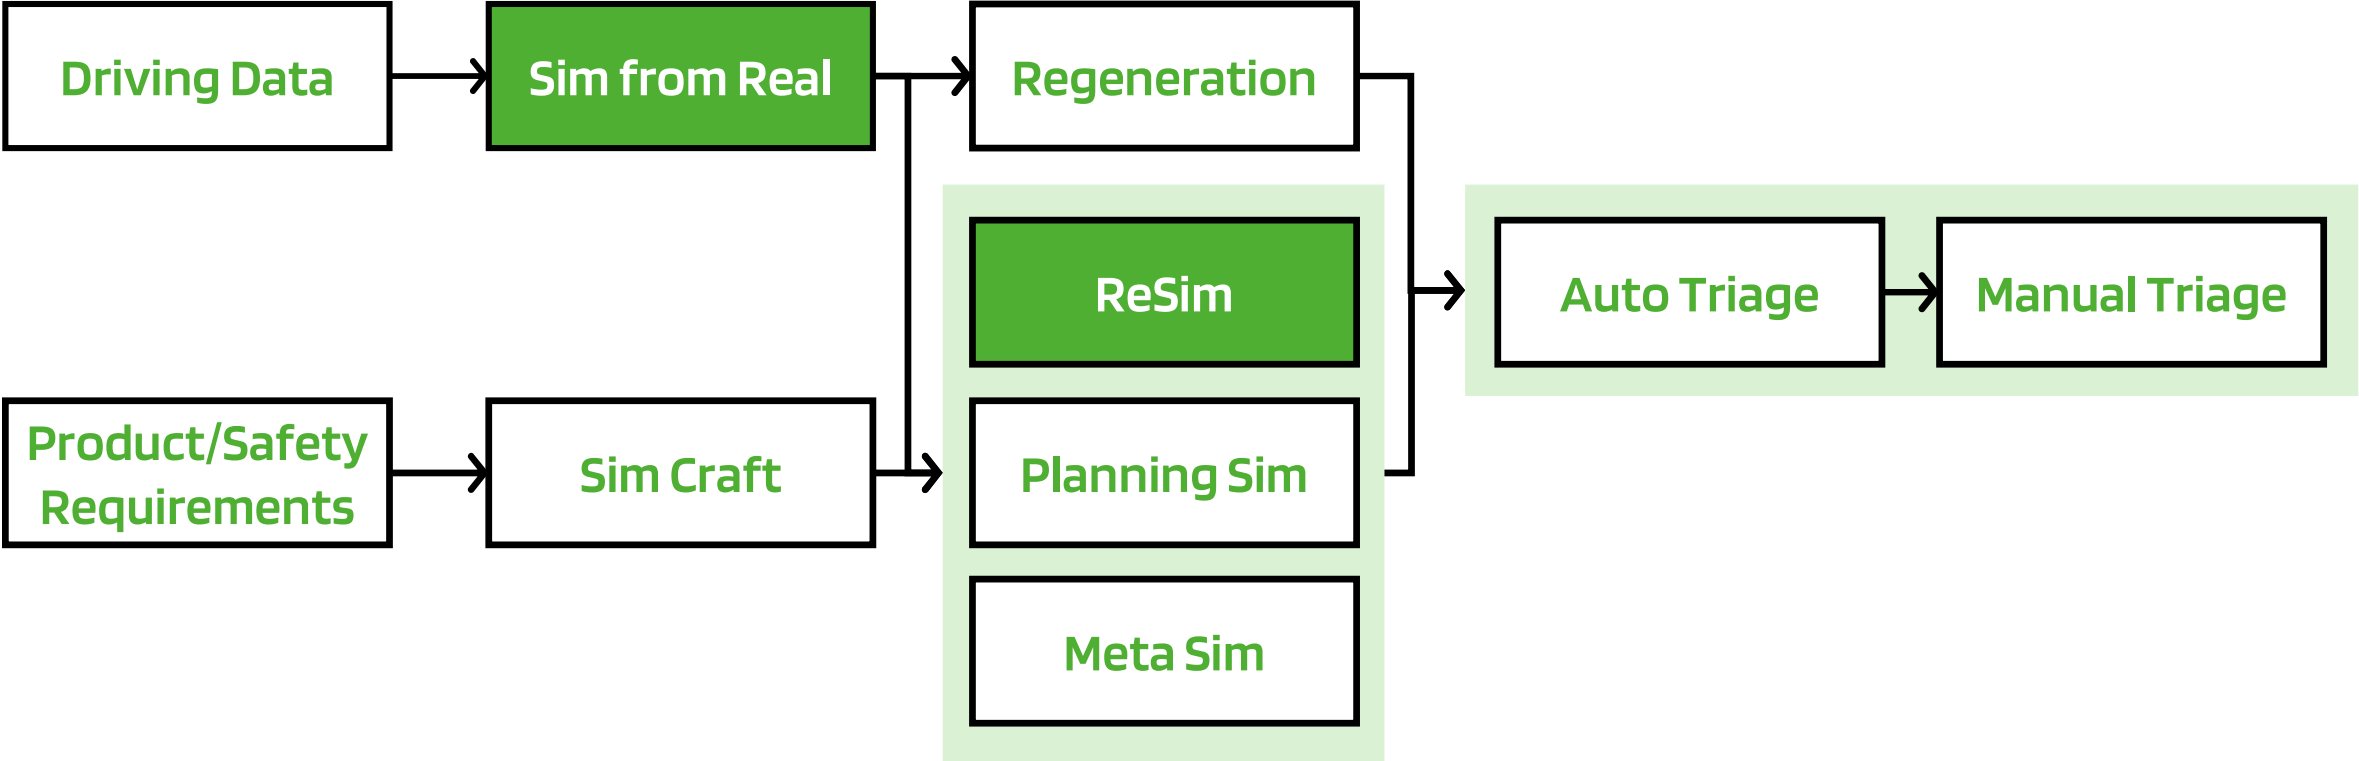 Driving Data
Sim from Real
Regeneration
ReSim
Auto Triage
Manual Triage
Product/Safety
Requirements
Sim Craft
Planning Sim
Meta Sim